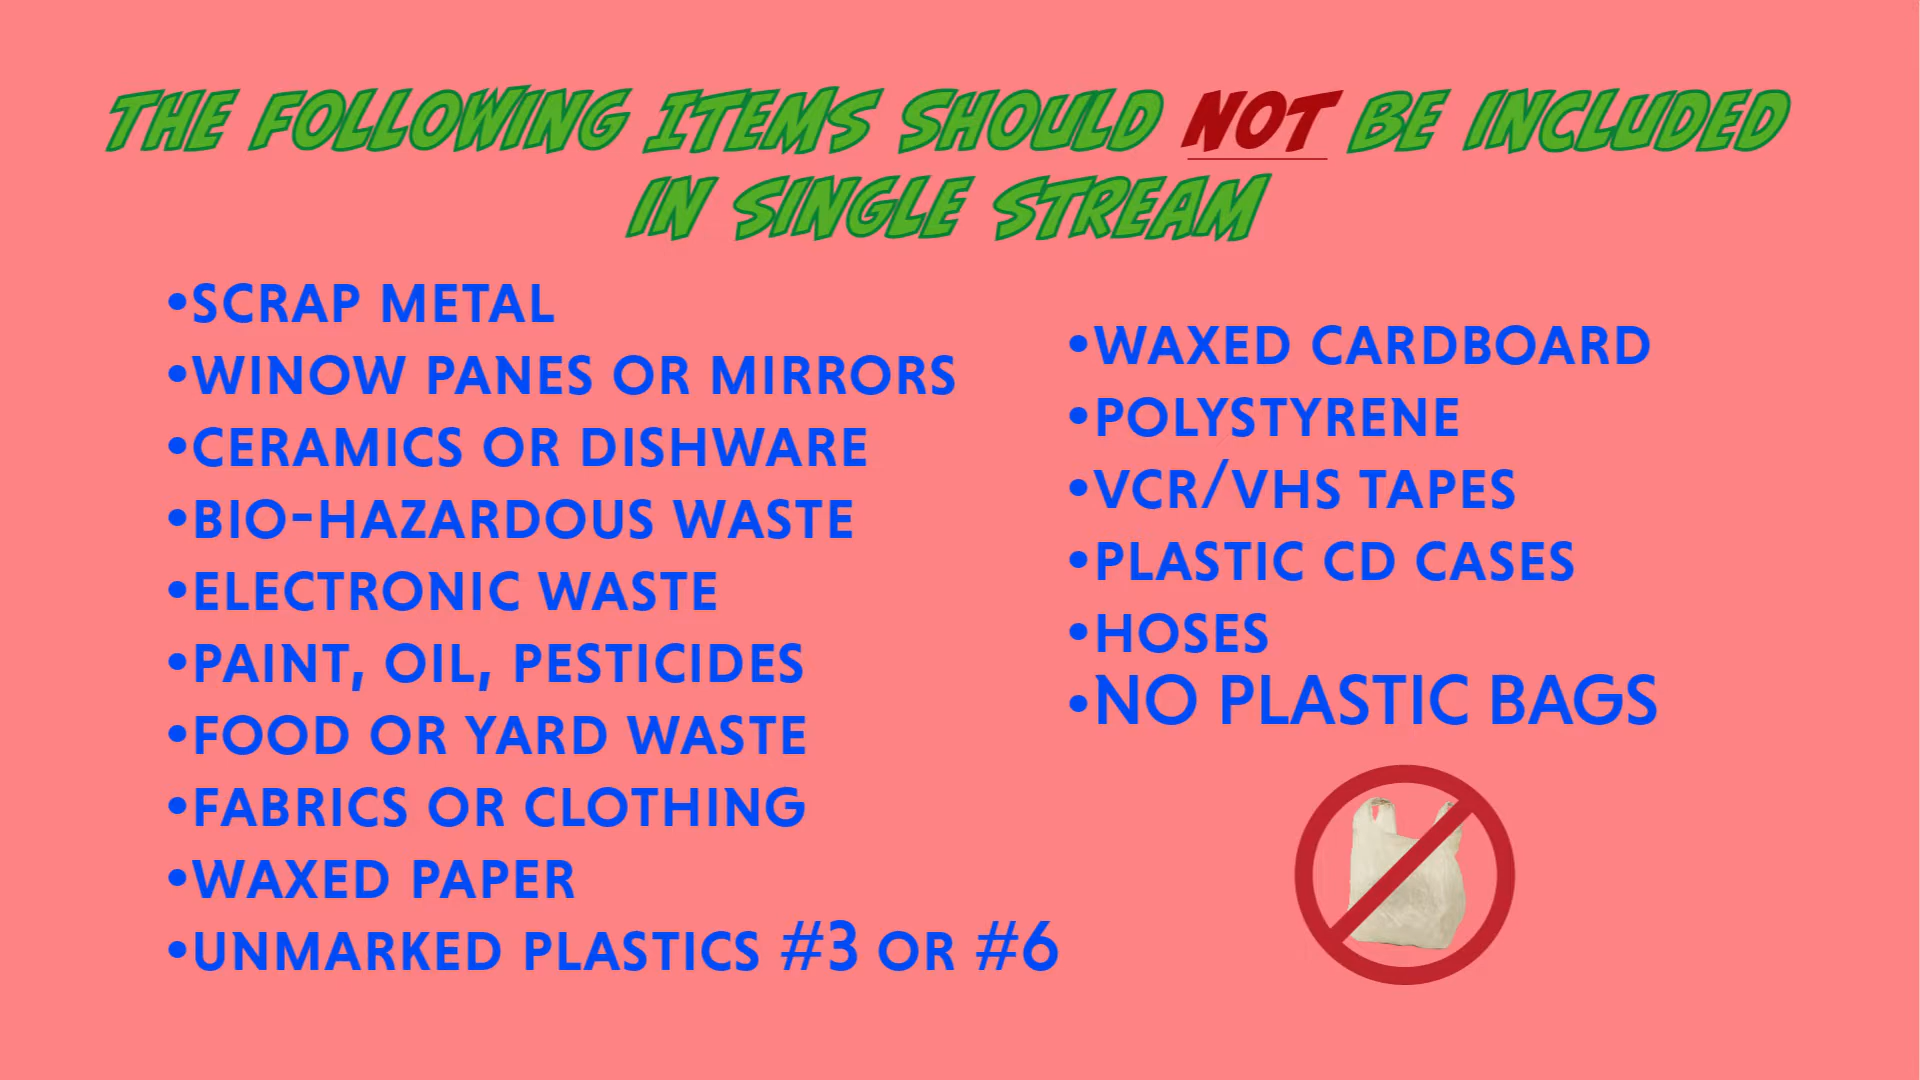 THE FOLLOWING ITEMS SHOULD NOT BE INCLUDED
IN SINGLE STREAM
•SCRAP METAL
•WINOW PANES OR MIRRORS
•CERAMICS OR DISHWARE
•BIO-HAZARDOUS WASTE
•ELECTRONIC WASTE
•PAINT, OIL, PESTICIDES
•FOOD OR YARD WASTE
•FABRICS OR CLOTHING
•WAXED PAPER
•UNMARKED PLASTICS #3 OR #6
•WAXED CARDBOARD
•POLYSTYRENE
•VCR/VHS TAPES
•PLASTIC CD CASES
•HOSES
•NO PLASTIC BAGS